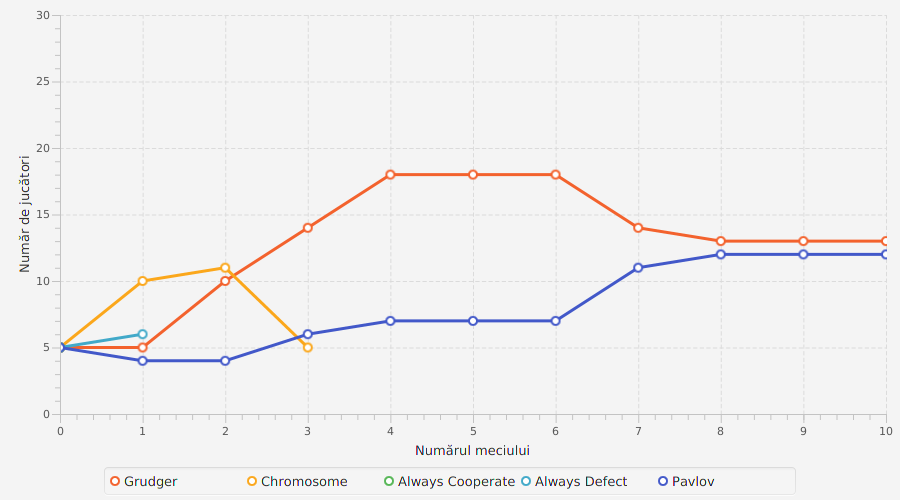 30
25
20
15
10
5
0
Număr de jucători
0 1 2 3 4 5 6 7 8 9 10
Numărul meciului
Grudger Chromosome Always Cooperate Always Defect Pavlov